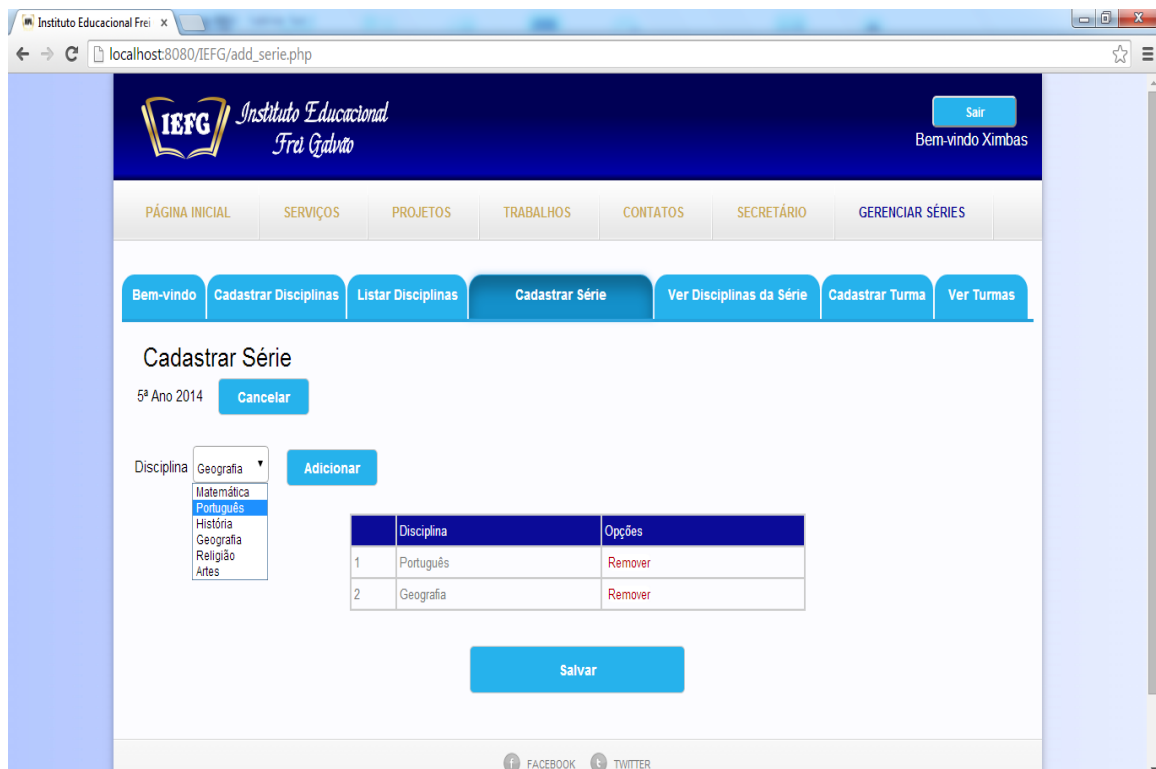 Instituto Educacional Frei
localhost:8080/IEFG/add_serie.php
IEFG
Instituto Educacional
Frei Galvão
Sair
Bem-vindo Ximbas
PÁGINA INICIAL SERVIÇOS PROJETOS TRABALHOS CONTATOS SECRETÁRIO GERENCIAR SÉRIES
Bem-vindo Cadastrar Disciplinas Listar Disciplinas Cadastrar Série Ver Disciplinas da Série Cadastrar Turma Ver Turmas
Cadastrar Série
5ª Ano 2014 Cancelar
Disciplina Geografia Adicionar
Matemática
Português
História
Geografia
Religião
Artes
Disciplina Opções
1 Português Remover
2 Geografia Remover
Salvar
FACEBOOK TWITTER